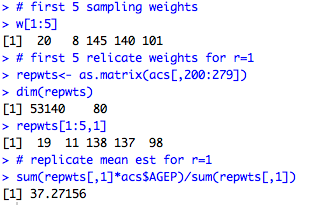 > # first 5 sampling weights
> w[1:5]
[1] 20 8 145 140 101
> # first 5 relicate weights for r=1
> repwts<- as.matrix(acs[,200:279])
> dim(repwts)
[1] 53140 80
> repwts[1:5,1]
[1] 19 11 138 137 98
> # replicate mean est for r=1
> sum(repwts[,1]*acs$AGEP)/sum(repwts[,1])
[1] 37.27156